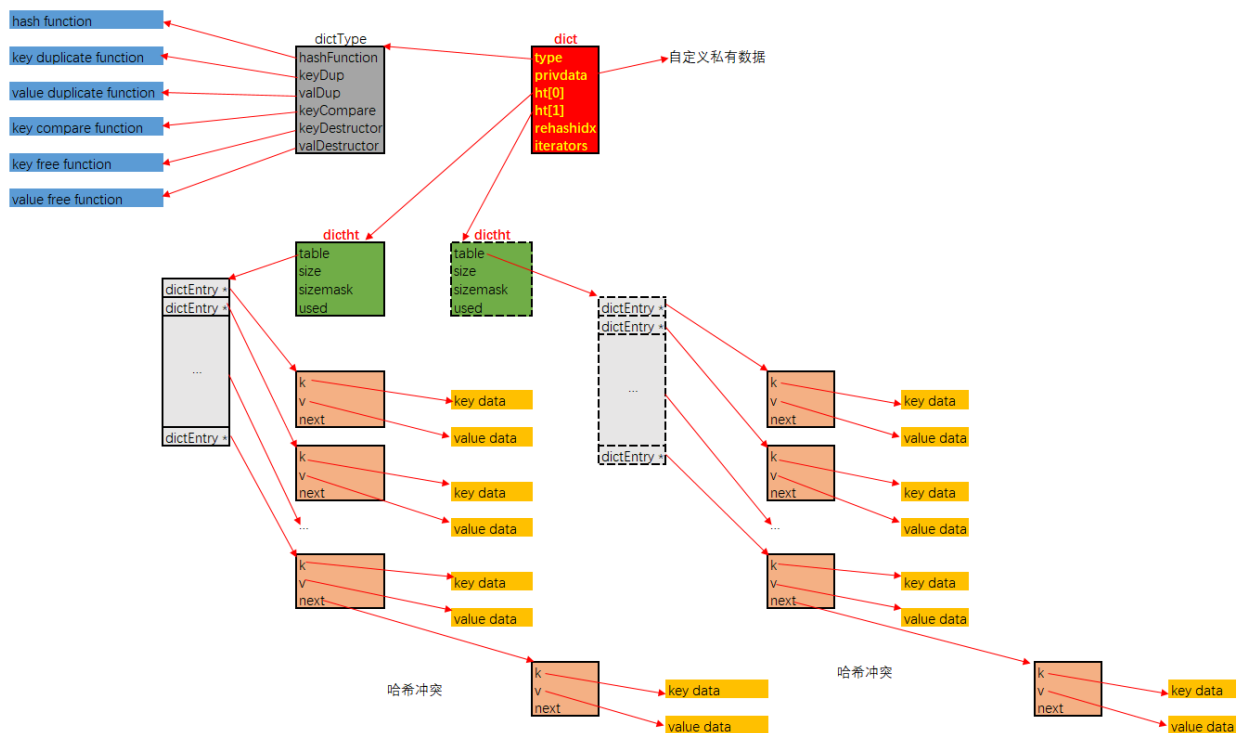 hash function
key duplicate function
value duplicate function
key compare function
key free function
value free function
dictType
hashFunction
keyDup
valDup
keyCompare
keyDestructor
valDestructor
dict
type
privdata
ht[0]
ht[1]
rehashidx
iterators
自定义私有数据
dictht
table
size
sizemask
used
dictht
table
size
sizemask
used
dictEntry *
dictEntry *
...
dictEntry *
k
v
next
key data
value data
k
v
next
key data
value data
...
k
v
next
key data
value data
哈希冲突
k
v
next
key data
value data
dictEntry *
dictEntry *
...
dictEntry *
k
v
next
key data
value data
k
v
next
key data
value data
...
k
v
next
key data
value data
哈希冲突
k
v
next
key data
value data